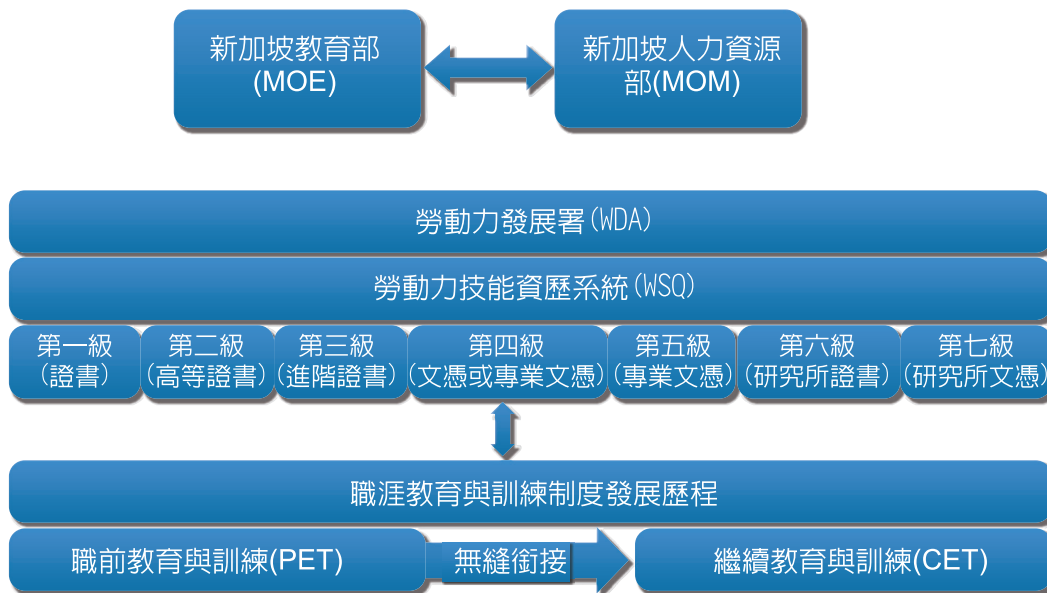 新加坡教育部
(MOE)
新加坡人力資源
部(MOM)
勞動力發展署(WDA)
勞動力技能資歷系統(WSQ)
第一級
(證書)
第二級
(高等證書)
第三級
(進階證書)
第四級
(文憑或專業文憑)
第五級
(專業文憑)
第六級
(研究所證書)
第七級
(研究所文憑)
職涯教育與訓練制度發展歷程
職前教育與訓練(PET)
無縫銜接
繼續教育與訓練(CET)